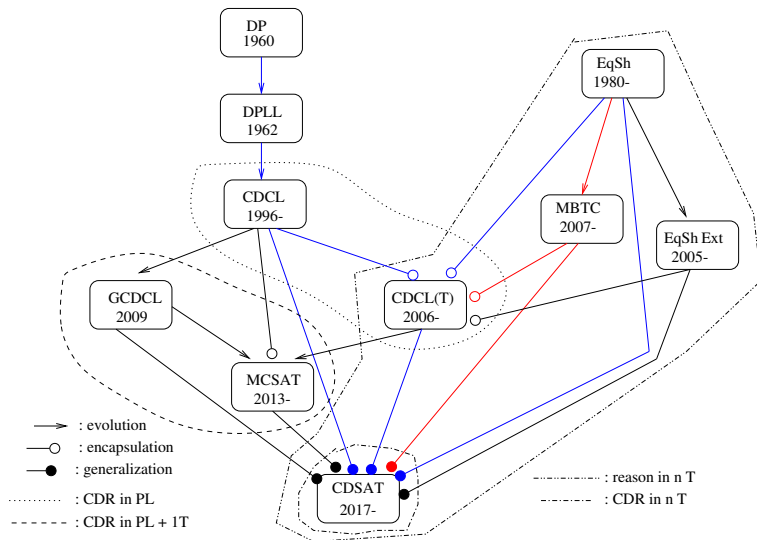 DP
1960
EqSh
1980-
DPLL
1962
CDCL
1996-
MBTC
2007-
EqSh Ext
2005-
GCDCL
2009
CDCL(T)
2006-
MCSAT
2013-
: evolution
: encapsulation
: generalization
: CDR in PL
: CDR in PL + 1T
CDSAT
2017-
: reason in n T
: CDR in n T